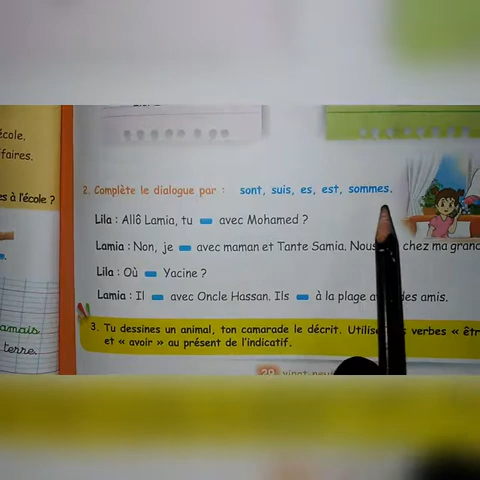 école.
faires.
es à l'école ?
amais
terre.
2. Complète le dialogue par : sont, suis, es, est, sommes.
Lila : Allô Lamia, tu avec Mohamed ?
Lamia : Non, je avec maman et Tante Samia. Nous chez ma grand
Lila : Où Yacine ?
Lamia : Il avec Oncle Hassan. Ils à la plage des amis.
3. Tu dessines un animal, ton camarade le décrit. Utilise verbes « êtr
et « avoir » au présent de l'indicatif.
29 vingt-neuf